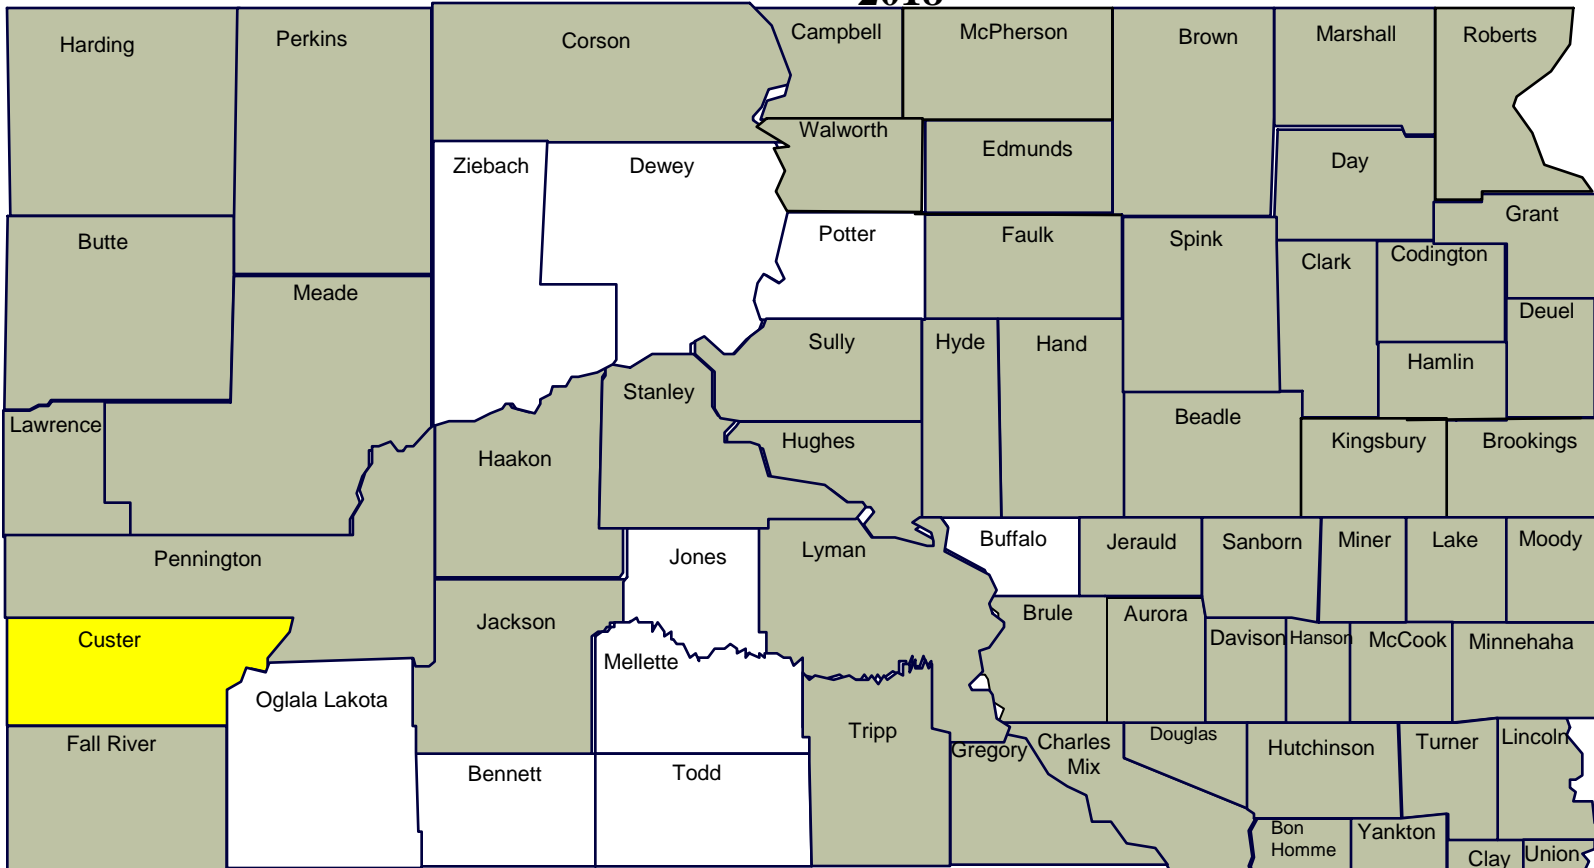 2018
Harding
Perkins
Corson
Campbell
McPherson
Brown
Marshall
Roberts
Walworth
Edmunds
Day
Ziebach
Dewey
Grant
Butte
Potter
Faulk
Spink
Clark
Codington
Meade
Deuel
Sully
Hyde
Hand
Hamlin
Stanley
Lawrence
Beadle
Hughes
Kingsbury
Brookings
Haakon
Pennington
Jones
Lyman
Buffalo
Jerauld
Sanborn
Miner
Lake
Moody
Jackson
Brule
Aurora
Custer
Davison
Hanson
McCook
Minnehaha
Mellette
Oglala Lakota
Fall River
Tripp
Gregory
Charles
Mix
Douglas
Hutchinson
Turner
Lincoln
Bennett
Todd
Bon
Homme
Yankton
Clay
Union